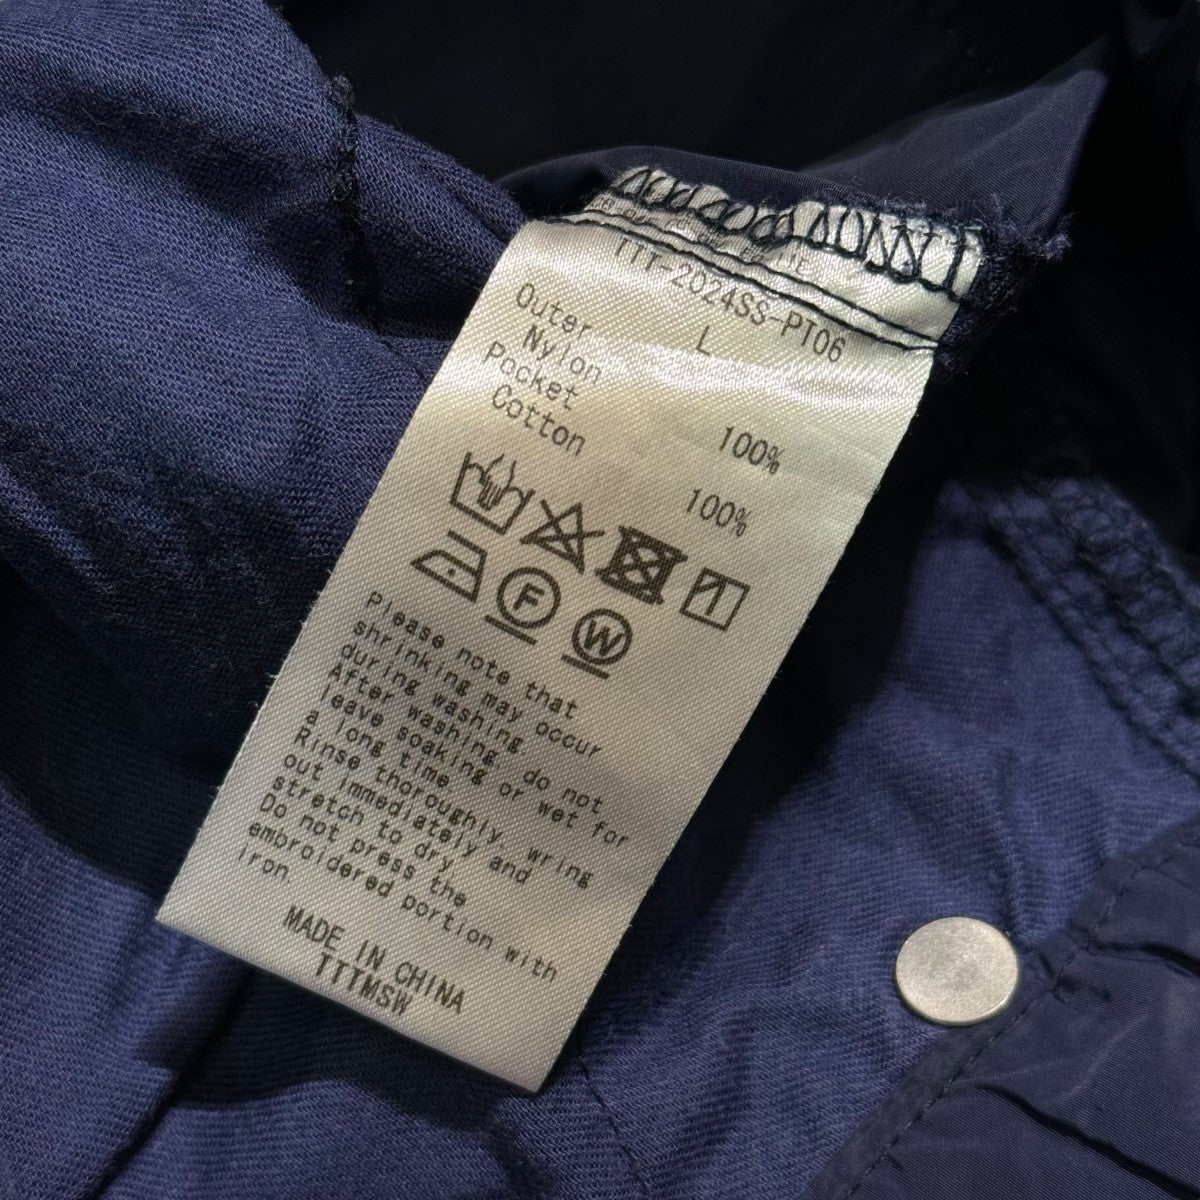 TTT-2024SS-PT06
L
Outer
Nylon 100%
Pocket
Cotton 100%
F W
Please note that
shrinking may occur
during washing
After washing, do not
leave soaking or wet for
a long time.
Rinse thoroughly, wring
out immediately and
stretch to dry.
Do not press the
embroidered portion with
iron.
MADE IN CHINA
TTTMSW